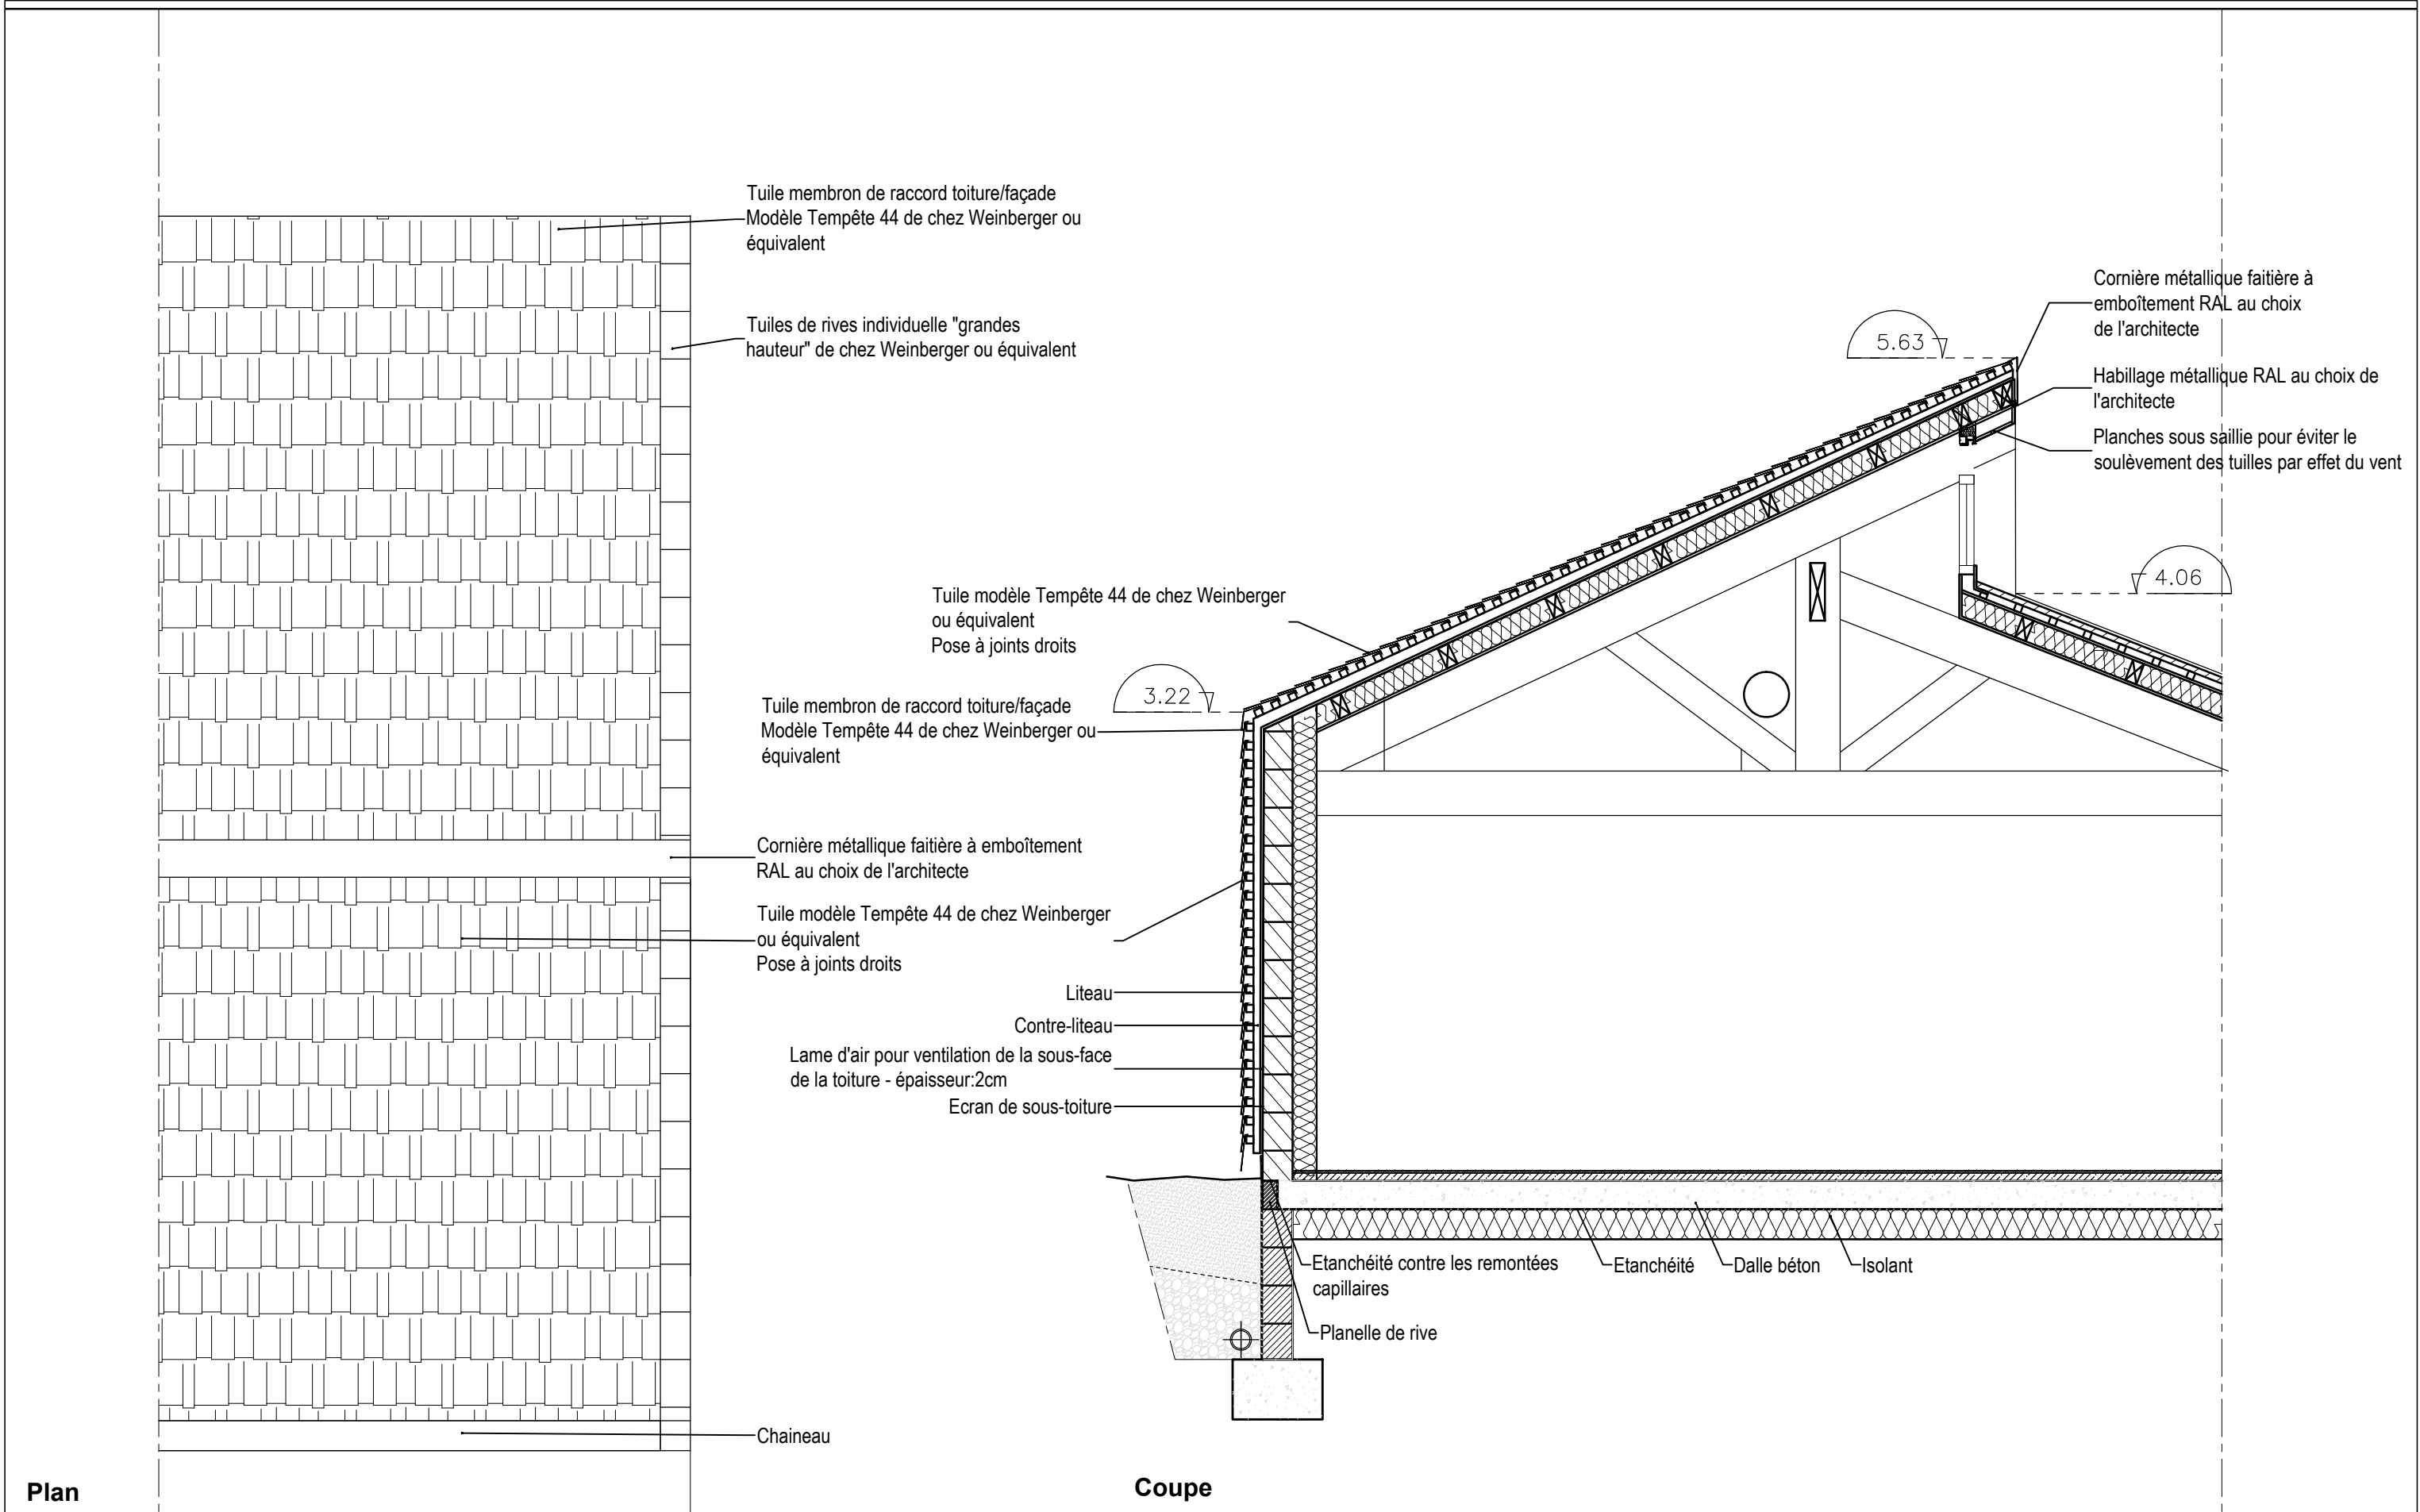 Tuile membron de raccord toiture/façade
Modèle Tempête 44 de chez Weinberger ou
équivalent
Tuiles de rives individuelle "grandes
hauteur" de chez Weinberger ou équivalent
Cornière métallique faitière à
emboîtement RAL au choix
de l'architecte
5.63
Habillage métallique RAL au choix de
l'architecte
Planches sous saillie pour éviter le
soulèvement des tuilles par effet du vent
4.06
Tuile modèle Tempête 44 de chez Weinberger
ou équivalent
Pose à joints droits
3.22
Tuile membron de raccord toiture/façade
Modèle Tempête 44 de chez Weinberger ou
équivalent
Cornière métallique faitière à emboîtement
RAL au choix de l'architecte
Tuile modèle Tempête 44 de chez Weinberger
ou équivalent
Pose à joints droits
Liteau
Contre-liteau
Lame d'air pour ventilation de la sous-face
de la toiture - épaisseur:2cm
Ecran de sous-toiture
Etanchéité contre les remontées
capillaires
Etanchéité
Dalle béton
Isolant
Planelle de rive
Chaineau
Plan
Coupe